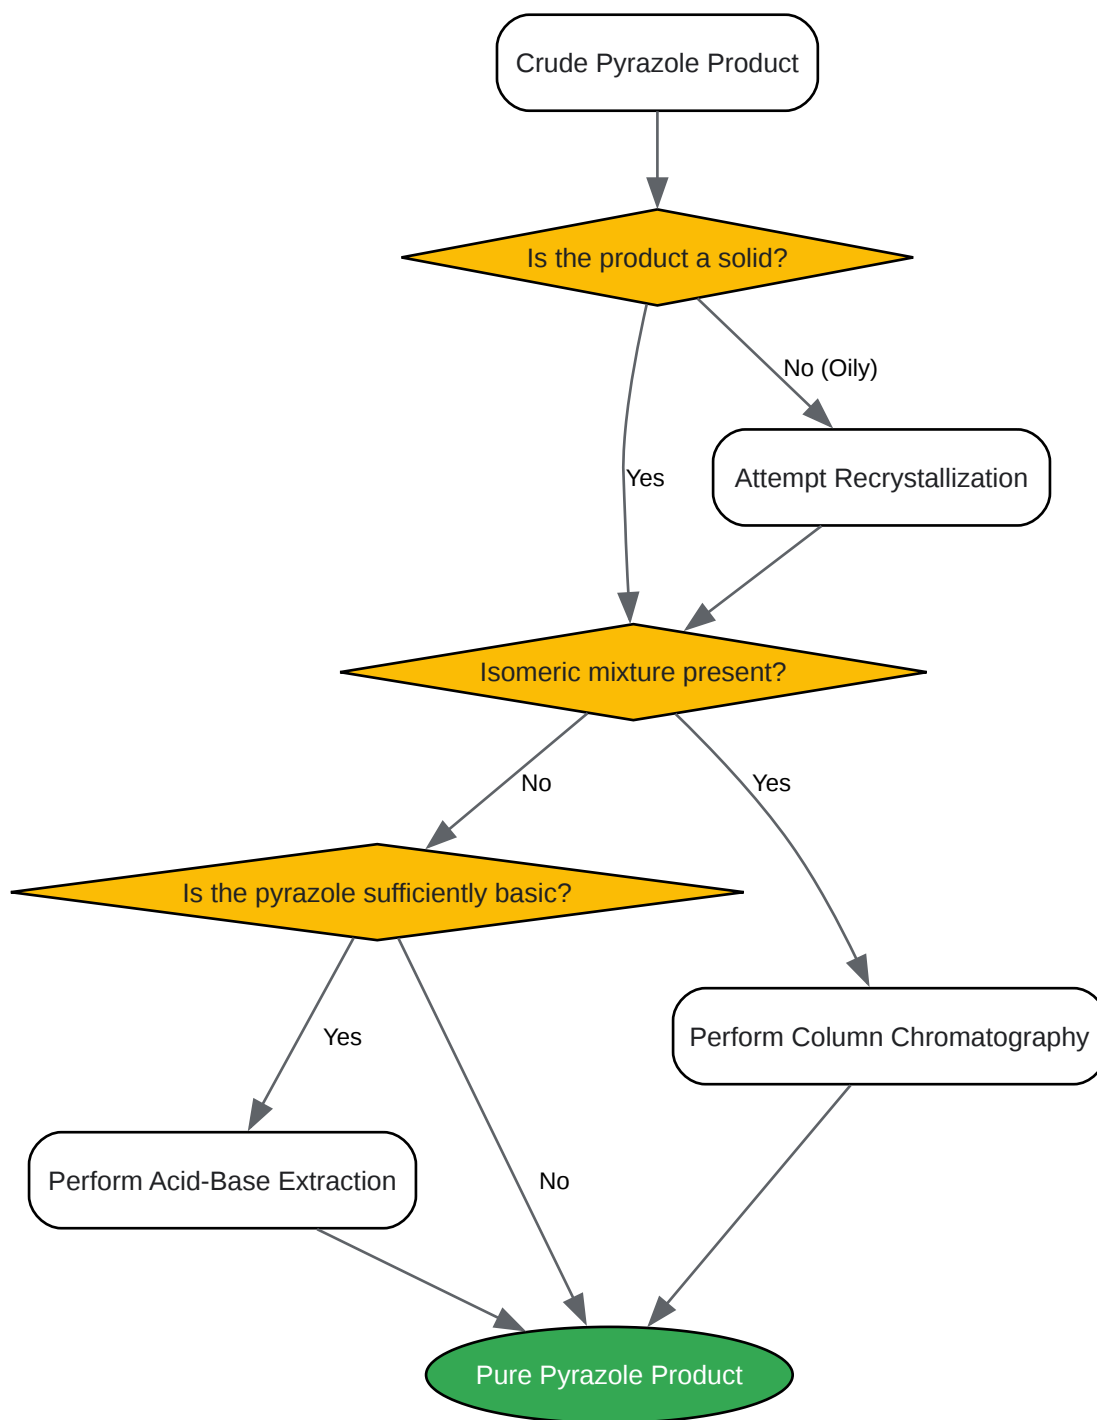 Crude Pyrazole Product
Is the product a solid?
No (Oily)
Yes
Attempt Recrystallization
Isomeric mixture present?
No
Yes
Is the pyrazole sufficiently basic?
Yes
Perform Column Chromatography
Perform Acid-Base Extraction
No
Pure Pyrazole Product